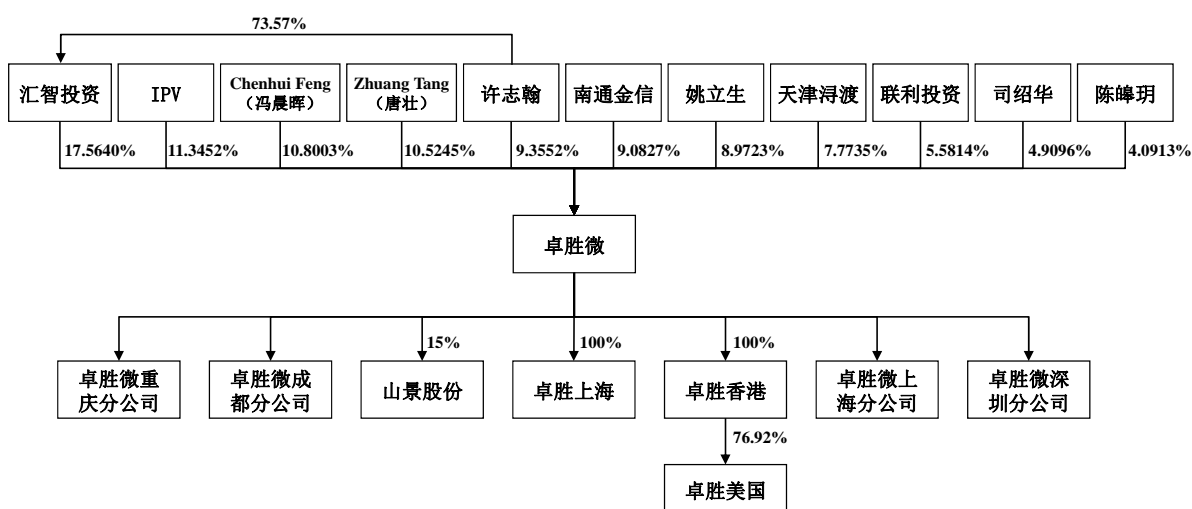 73.57%
汇智投资
IPV
Chenhui Feng
（冯晨晖）
Zhuang Tang
（唐壮）
许志翰
南通金信
姚立生
天津浔渡
联利投资
司绍华
陈皞玥
17.5640%
11.3452%
10.8003%
10.5245%
9.3552%
9.0827%
8.9723%
7.7735%
5.5814%
4.9096%
4.0913%
卓胜微
15%
100%
100%
卓胜微重
庆分公司
卓胜微成
都分公司
山景股份
卓胜上海
卓胜香港
卓胜微上
海分公司
卓胜微深
圳分公司
76.92%
卓胜美国